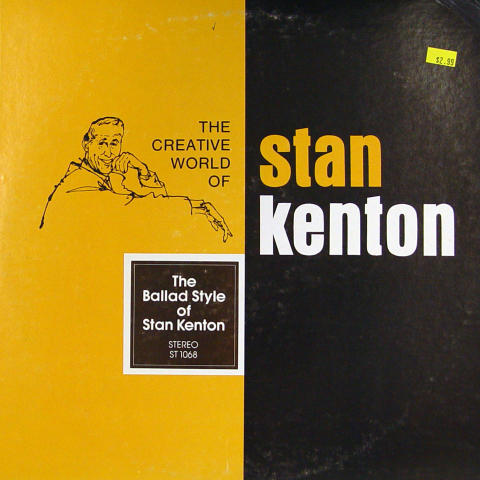 THE
CREATIVE
WORLD
OF
stan
kenton
The
Ballad Style
of
Stan Kenton
STEREO
ST 1068
$2.99